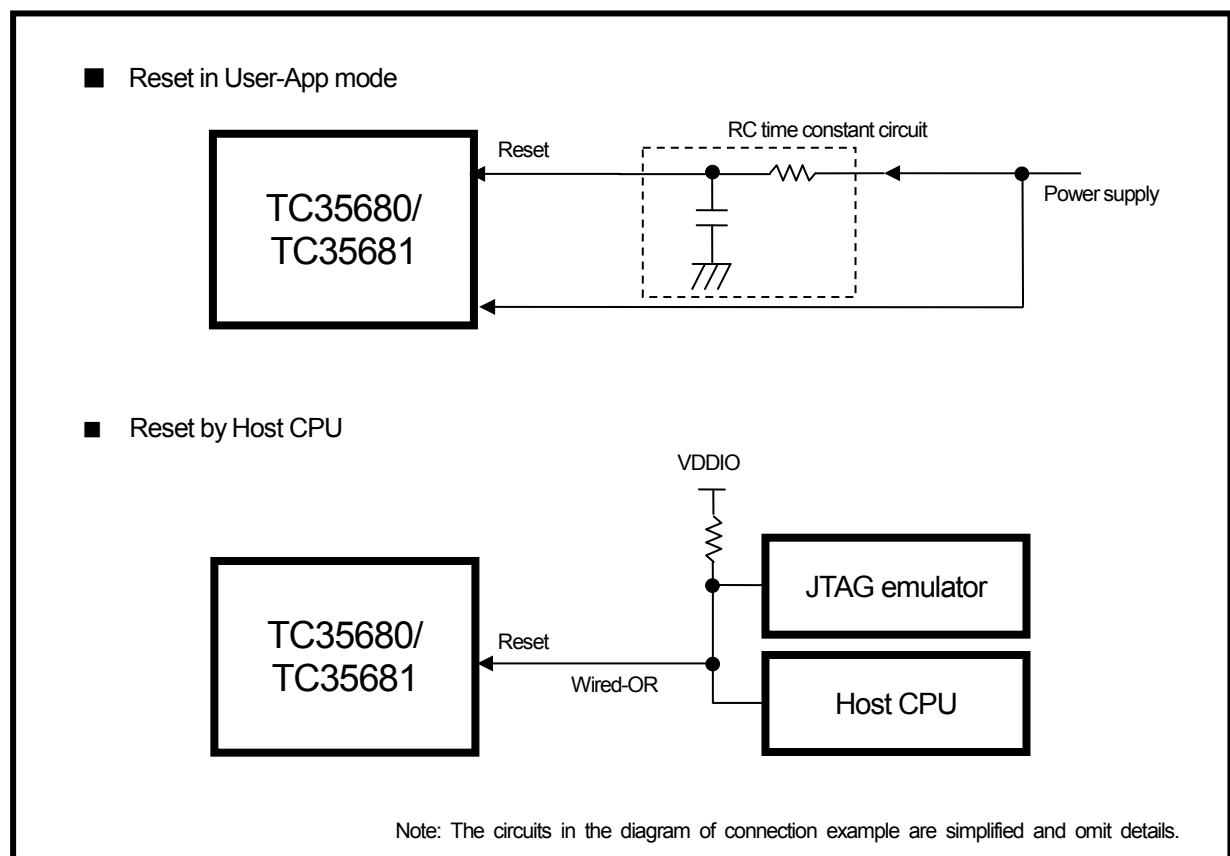 ■ Reset in User-App mode
RC time constant circuit
Reset
TC35680/
TC35681
Power supply
■ Reset by Host CPU
VDDIO
JTAG emulator
TC35680/
TC35681
Reset
Wired-OR
Host CPU
Note: The circuits in the diagram of connection example are simplified and omit details.